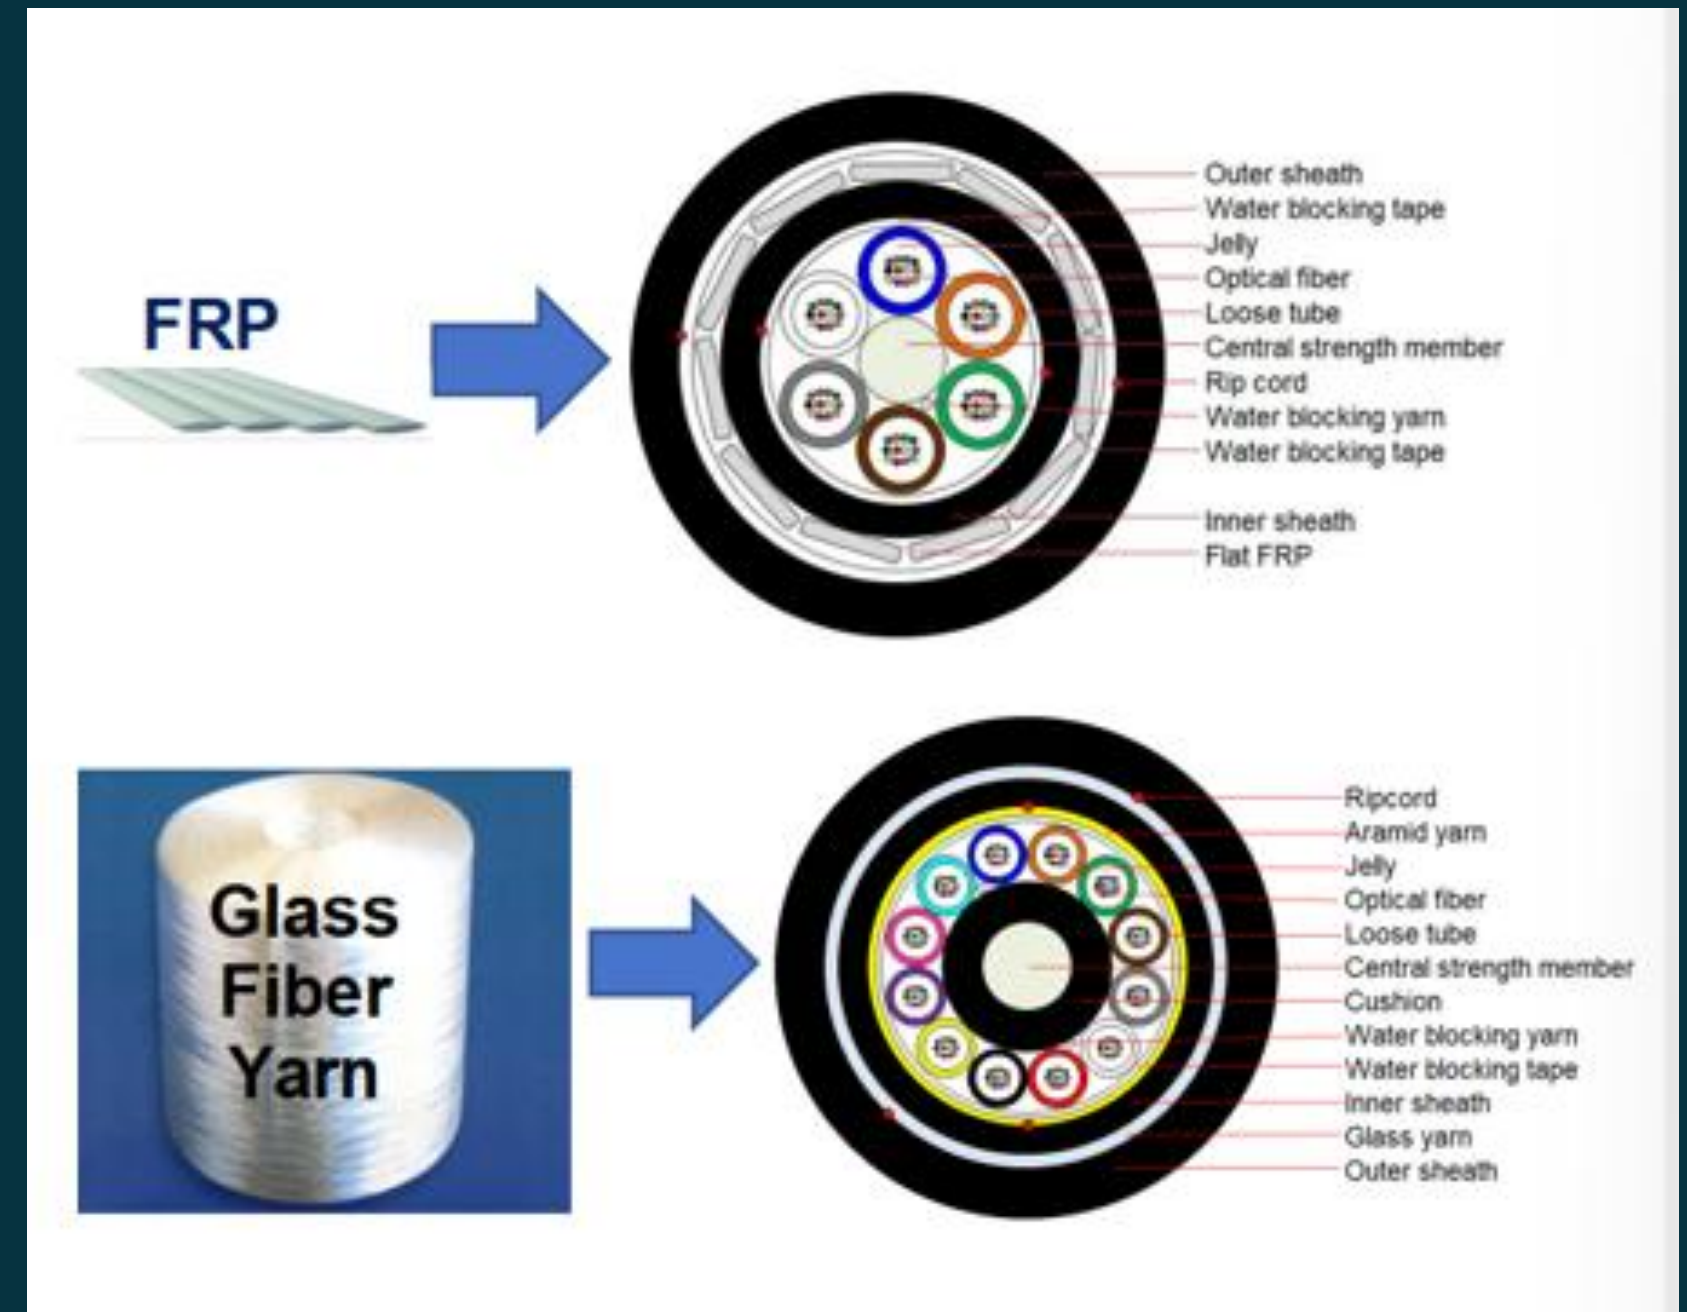 FRP
Outer sheath
Water blocking tape
Jelly
Optical fiber
Loose tube
Central strength member
Rip cord
Water blocking yarn
Water blocking tape
Inner sheath
Flat FRP
Glass
Fiber
Yarn
Ripcord
Aramid yarn
Jelly
Optical fiber
Loose tube
Central strength member
Cushion
Water blocking yarn
Water blocking tape
Inner sheath
Glass yarn
Outer sheath